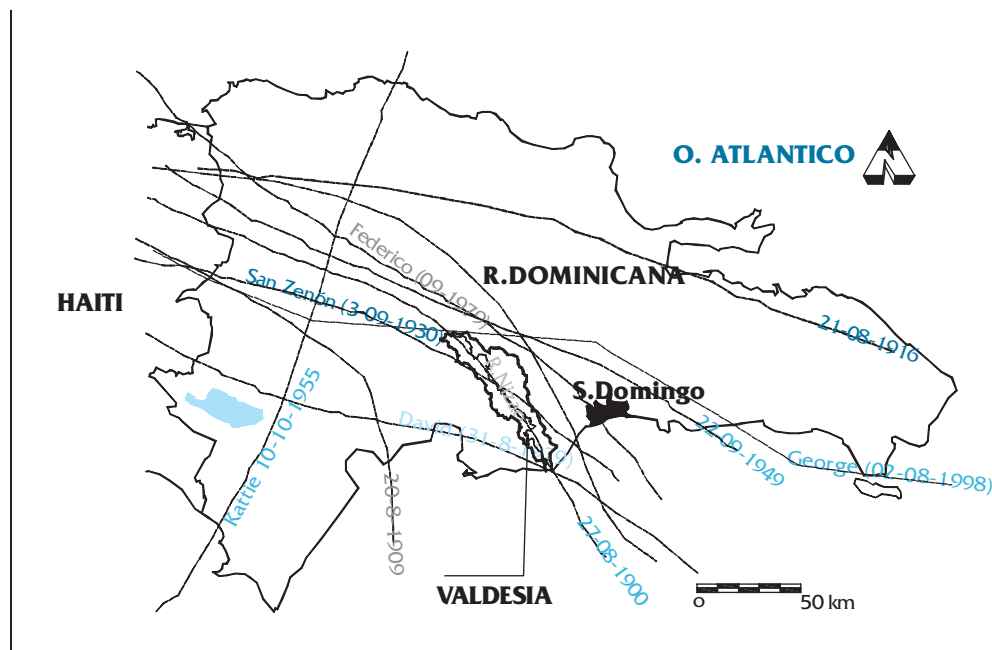 O. ATLANTICO
N
Federico (09-1979)
R.DOMINICANA
San Zenón (3-09-1930)
HAITI
21-08-1916
R.Nizao
S.Domingo
Kattie 10-10-1955
David (31-8-1979)
22-09-1949
George (02-08-1998)
20-8-1909
27-08-1900
VALDESIA
0
50 km